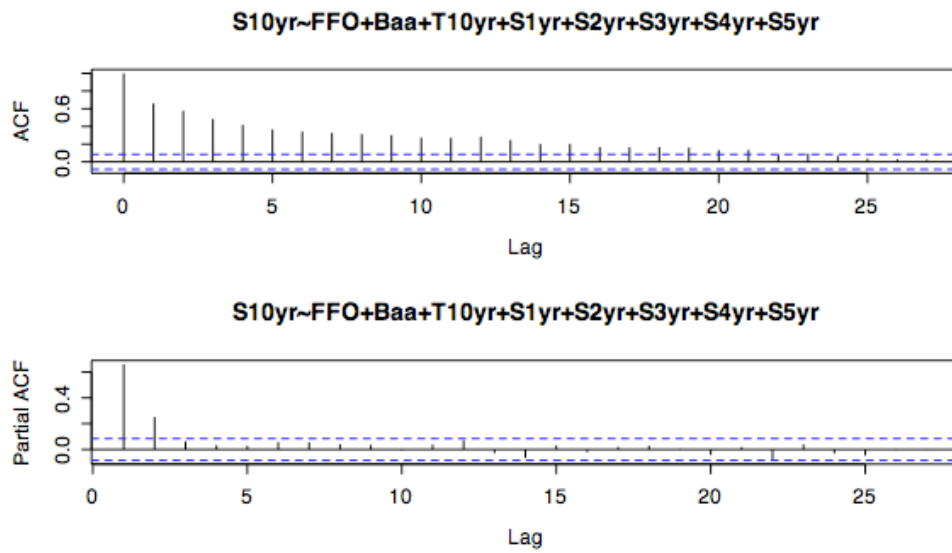 S10yr~FFO+Baa+T10yr+S1yr+S2yr+S3yr+S4yr+S5yr
ACF
0.6
0.0
0 5 10 15 20 25
Lag
S10yr~FFO+Baa+T10yr+S1yr+S2yr+S3yr+S4yr+S5yr
Partial ACF
0.4
0.0
0 5 10 15 20 25
Lag